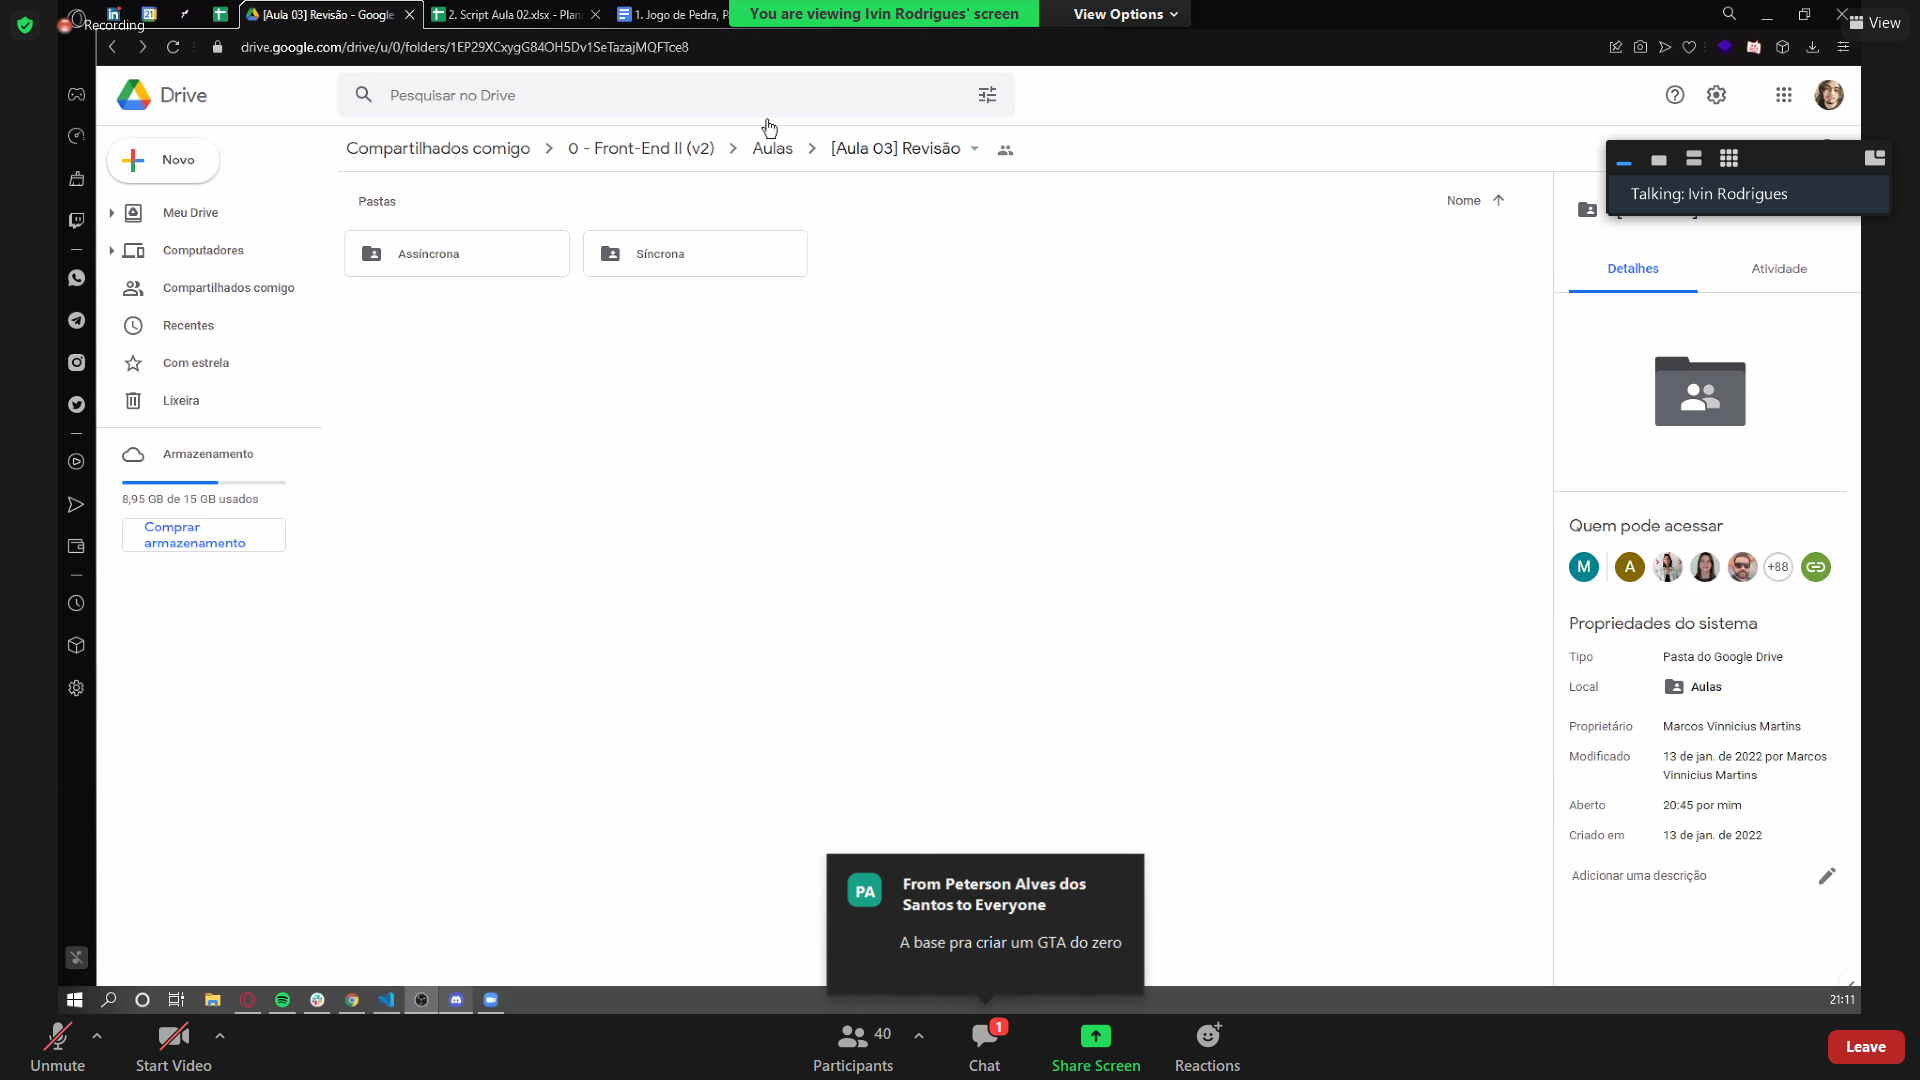 Recording
[Aula 03] Revisão - Google
2. Script Aula 02.xlsx - Plan
1. Jogo de Pedra, P
You are viewing Ivin Rodrigues' screen
View Options
View
drive.google.com/drive/u/0/folders/1EP29XCxygG84OH5Dv1SeTazajMQFTce8
Drive
Pesquisar no Drive
Novo
Compartilhados comigo
0 - Front-End II (v2)
Aulas
[Aula 03] Revisão
Talking: Ivin Rodrigues
Meu Drive
Computadores
Compartilhados comigo
Recentes
Com estrela
Lixeira
Armazenamento
8,95 GB de 15 GB usados
Comprar
armazenamento
Pastas
Nome
Assíncrona
Síncrona
Detalhes
Atividade
Quem pode acessar
M
A
+88
Propriedades do sistema
Tipo
Pasta do Google Drive
Local
Aulas
Proprietário
Marcos Vinnicius Martins
Modificado
13 de jan. de 2022 por Marcos
Vinnicius Martins
Aberto
20:45 por mim
Criado em
13 de jan. de 2022
Adicionar uma descrição
PA
From Peterson Alves dos
Santos to Everyone
A base pra criar um GTA do zero
21:11
Unmute
Start Video
40
Participants
1
Chat
Share Screen
Reactions
Leave